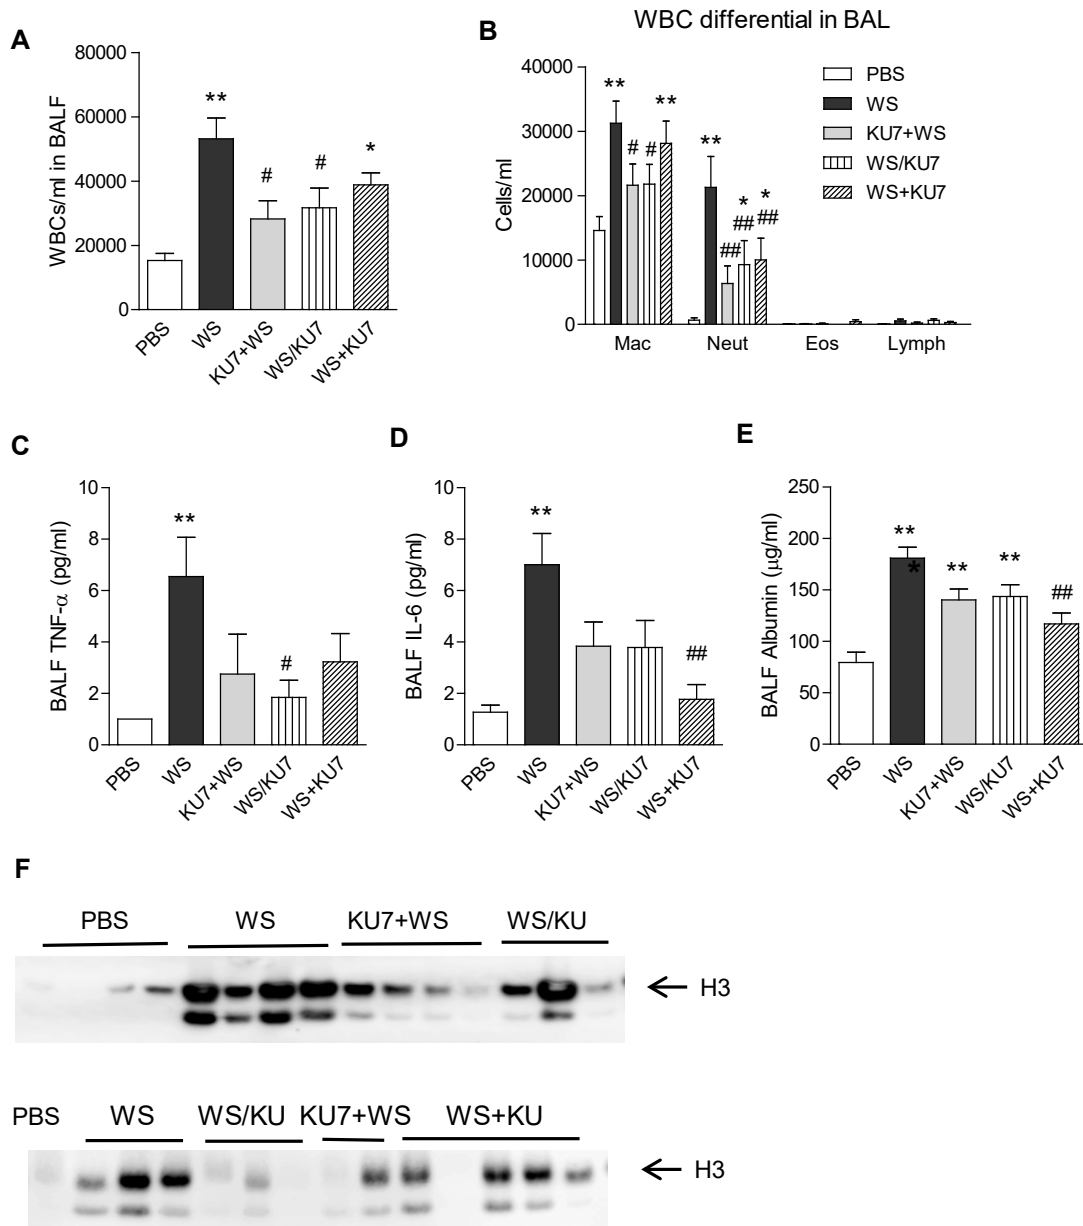 A
WBCs/ml in BALF
80000
60000
40000
20000
0
**
#
#
*
PBS
WS
KU7+WS
WS/KU7
WS+KU7
B
WBC differential in BAL
Cells/ml
40000
30000
20000
10000
0
**
#
#
**
**
##
*
##
*
##
Mac
Neut
Eos
Lymph
PBS
WS
KU7+WS
WS/KU7
WS+KU7
C
BALF TNF-α (pg/ml)
10
8
6
4
2
0
**
#
PBS
WS
KU7+WS
WS/KU7
WS+KU7
D
BALF IL-6 (pg/ml)
10
8
6
4
2
0
**
##
PBS
WS
KU7+WS
WS/KU7
WS+KU7
E
BALF Albumin (μg/ml)
250
200
150
100
50
0
**
*
**
**
##
PBS
WS
KU7+WS
WS/KU7
WS+KU7
F
PBS WS KU7+WS WS/KU
H3
PBS WS WS/KU KU7+WS WS+KU
H3